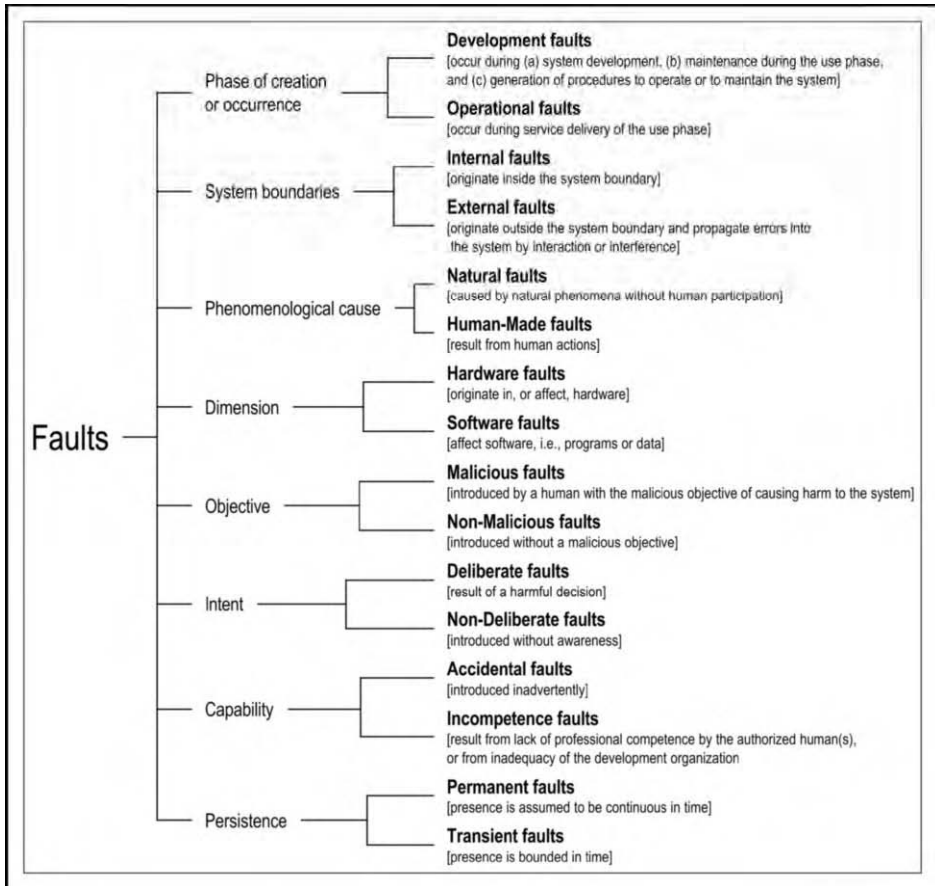 Faults
Phase of creation
or occurrence
Development faults
[occur during (a) system development, (b) maintenance during the use phase,
and (c) generation of procedures to operate or to maintain the system]
Operational faults
[occur during service delivery of the use phase]
System boundaries
Internal faults
[originate inside the system boundary]
External faults
[originate outside the system boundary and propagate errors into
the system by interaction or interference]
Phenomenological cause
Natural faults
[caused by natural phenomena without human participation]
Human-Made faults
[result from human actions]
Dimension
Hardware faults
[originate in, or affect, hardware]
Software faults
[affect software, i.e., programs or data]
Objective
Malicious faults
[introduced by a human with the malicious objective of causing harm to the system]
Non-Malicious faults
[introduced without a malicious objective]
Intent
Deliberate faults
[result of a harmful decision]
Non-Deliberate faults
[introduced without awareness]
Capability
Accidental faults
[introduced inadvertently]
Incompetence faults
[result from lack of professional competence by the authorized human(s),
or from inadequacy of the development organization
Persistence
Permanent faults
[presence is assumed to be continuous in time]
Transient faults
[presence is bounded in time]